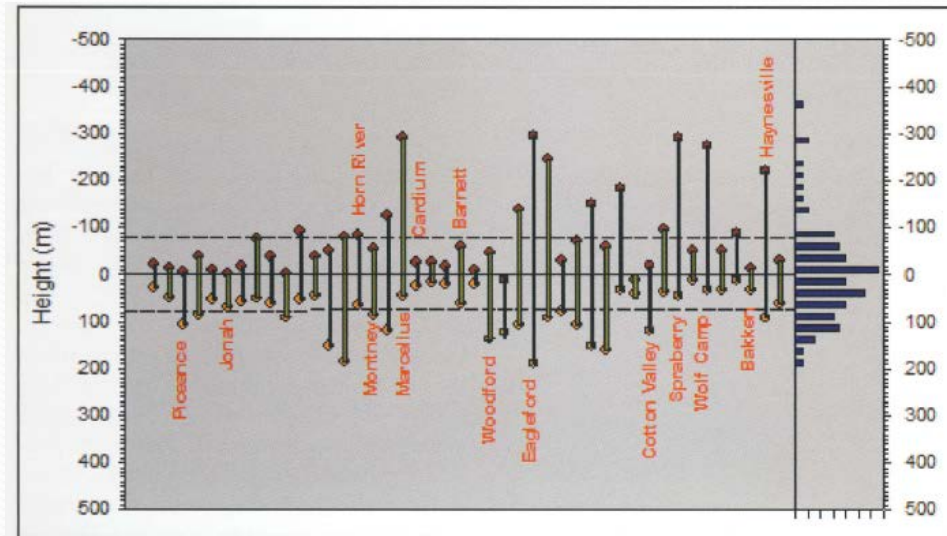 -500
-400
-300
-200
-100
0
100
200
300
400
500
Height (m)
Piceance
Jonah
Horn River
Montney
Marcellus
Cardium
Barnett
Woodford
Eagleford
Cotton Valley
Spraberry
Wolf Camp
Bakken
Haynesville
-500
-400
-300
-200
-100
0
100
200
300
400
500